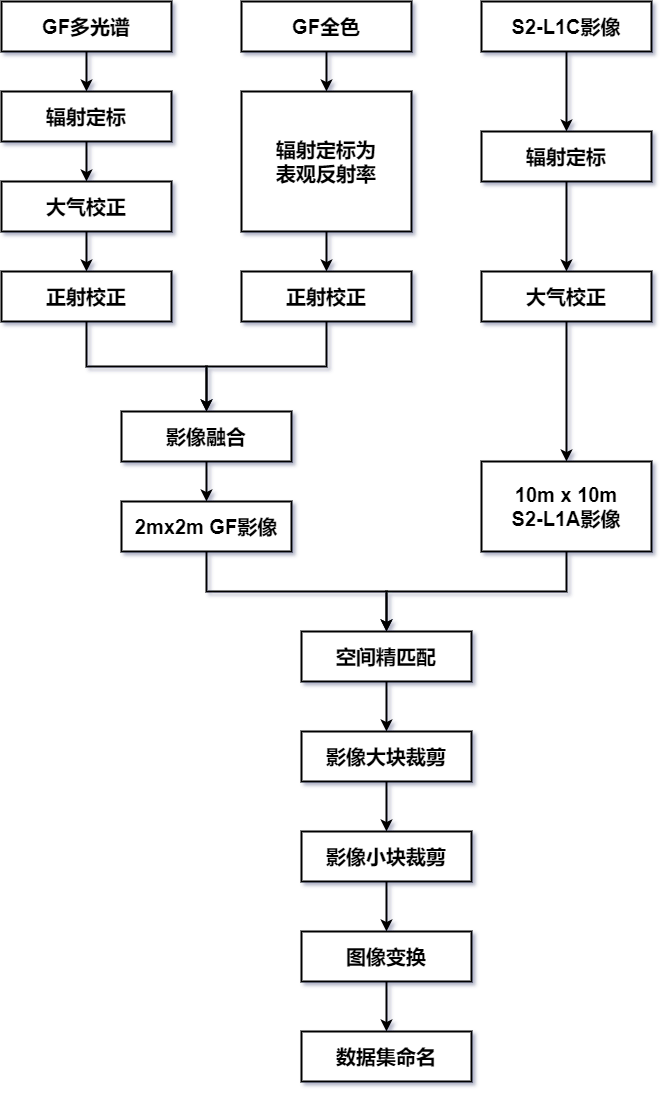 GF多光谱
GF全色
S2-L1C影像
辐射定标
辐射定标为
表观反射率
辐射定标
大气校正
正射校正
正射校正
大气校正
影像融合
2mx2m GF影像
10m x 10m
S2-L1A影像
空间精匹配
影像大块裁剪
影像小块裁剪
图像变换
数据集命名